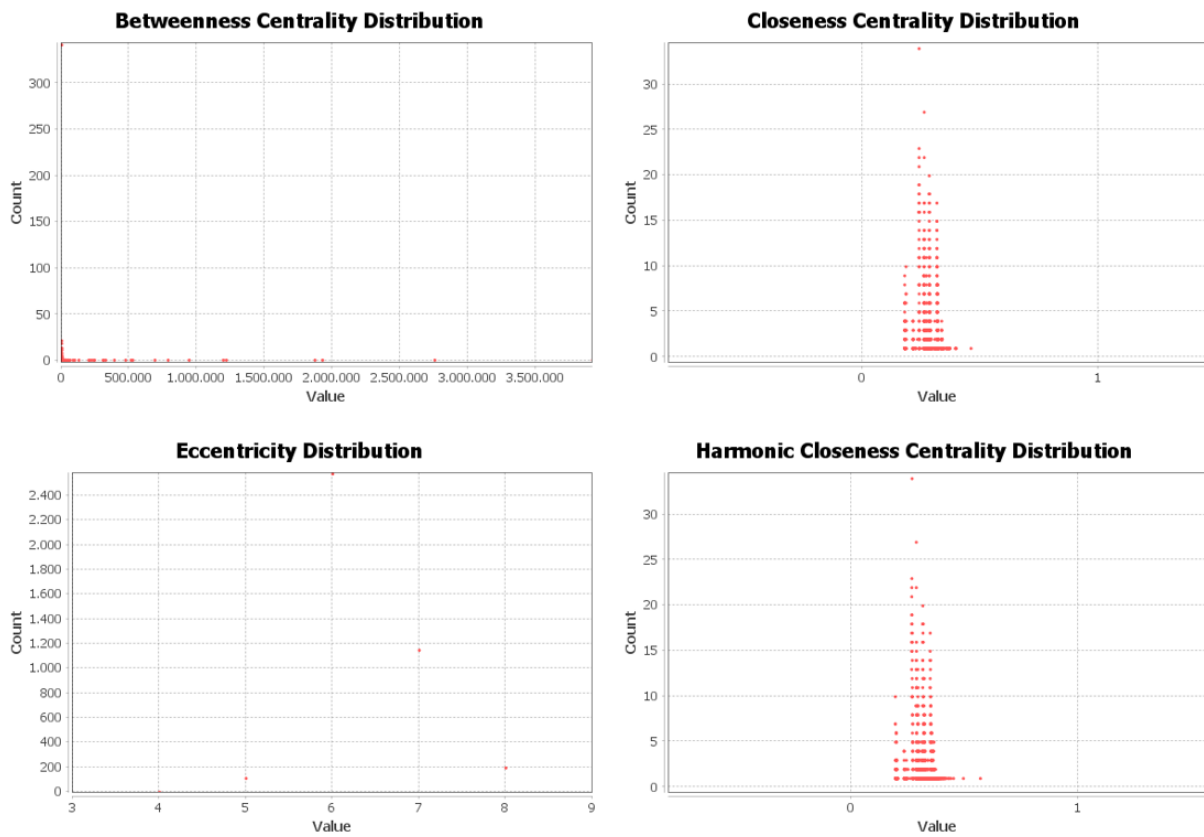 Betweenness Centrality Distribution
Count
300
250
200
150
100
50
0
0 500.000 1.000.000 1.500.000 2.000.000 2.500.000 3.000.000 3.500.000
Value
Closeness Centrality Distribution
Count
30
25
20
15
10
5
0
0 1
Value
Eccentricity Distribution
Count
2.400
2.200
2.000
1.800
1.600
1.400
1.200
1.000
800
600
400
200
0
3 4 5 6 7 8 9
Value
Harmonic Closeness Centrality Distribution
Count
30
25
20
15
10
5
0
0 1
Value